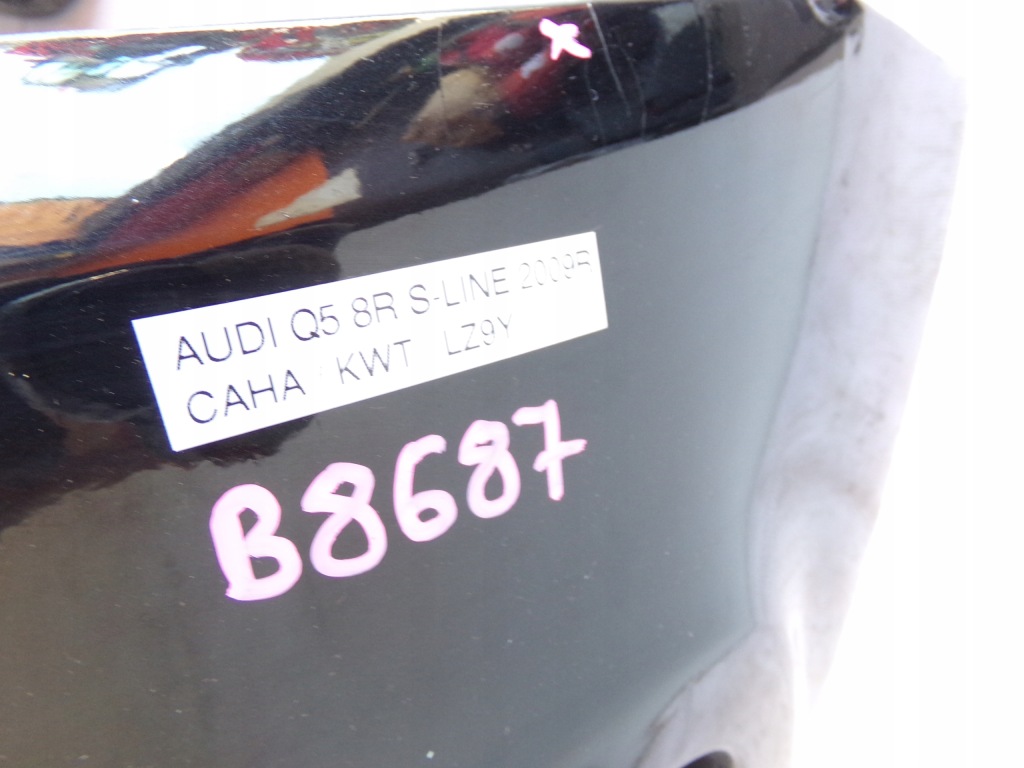 x
AUDI Q5 8R S-LINE 2009R
CAHA KWT LZ9Y
B8687